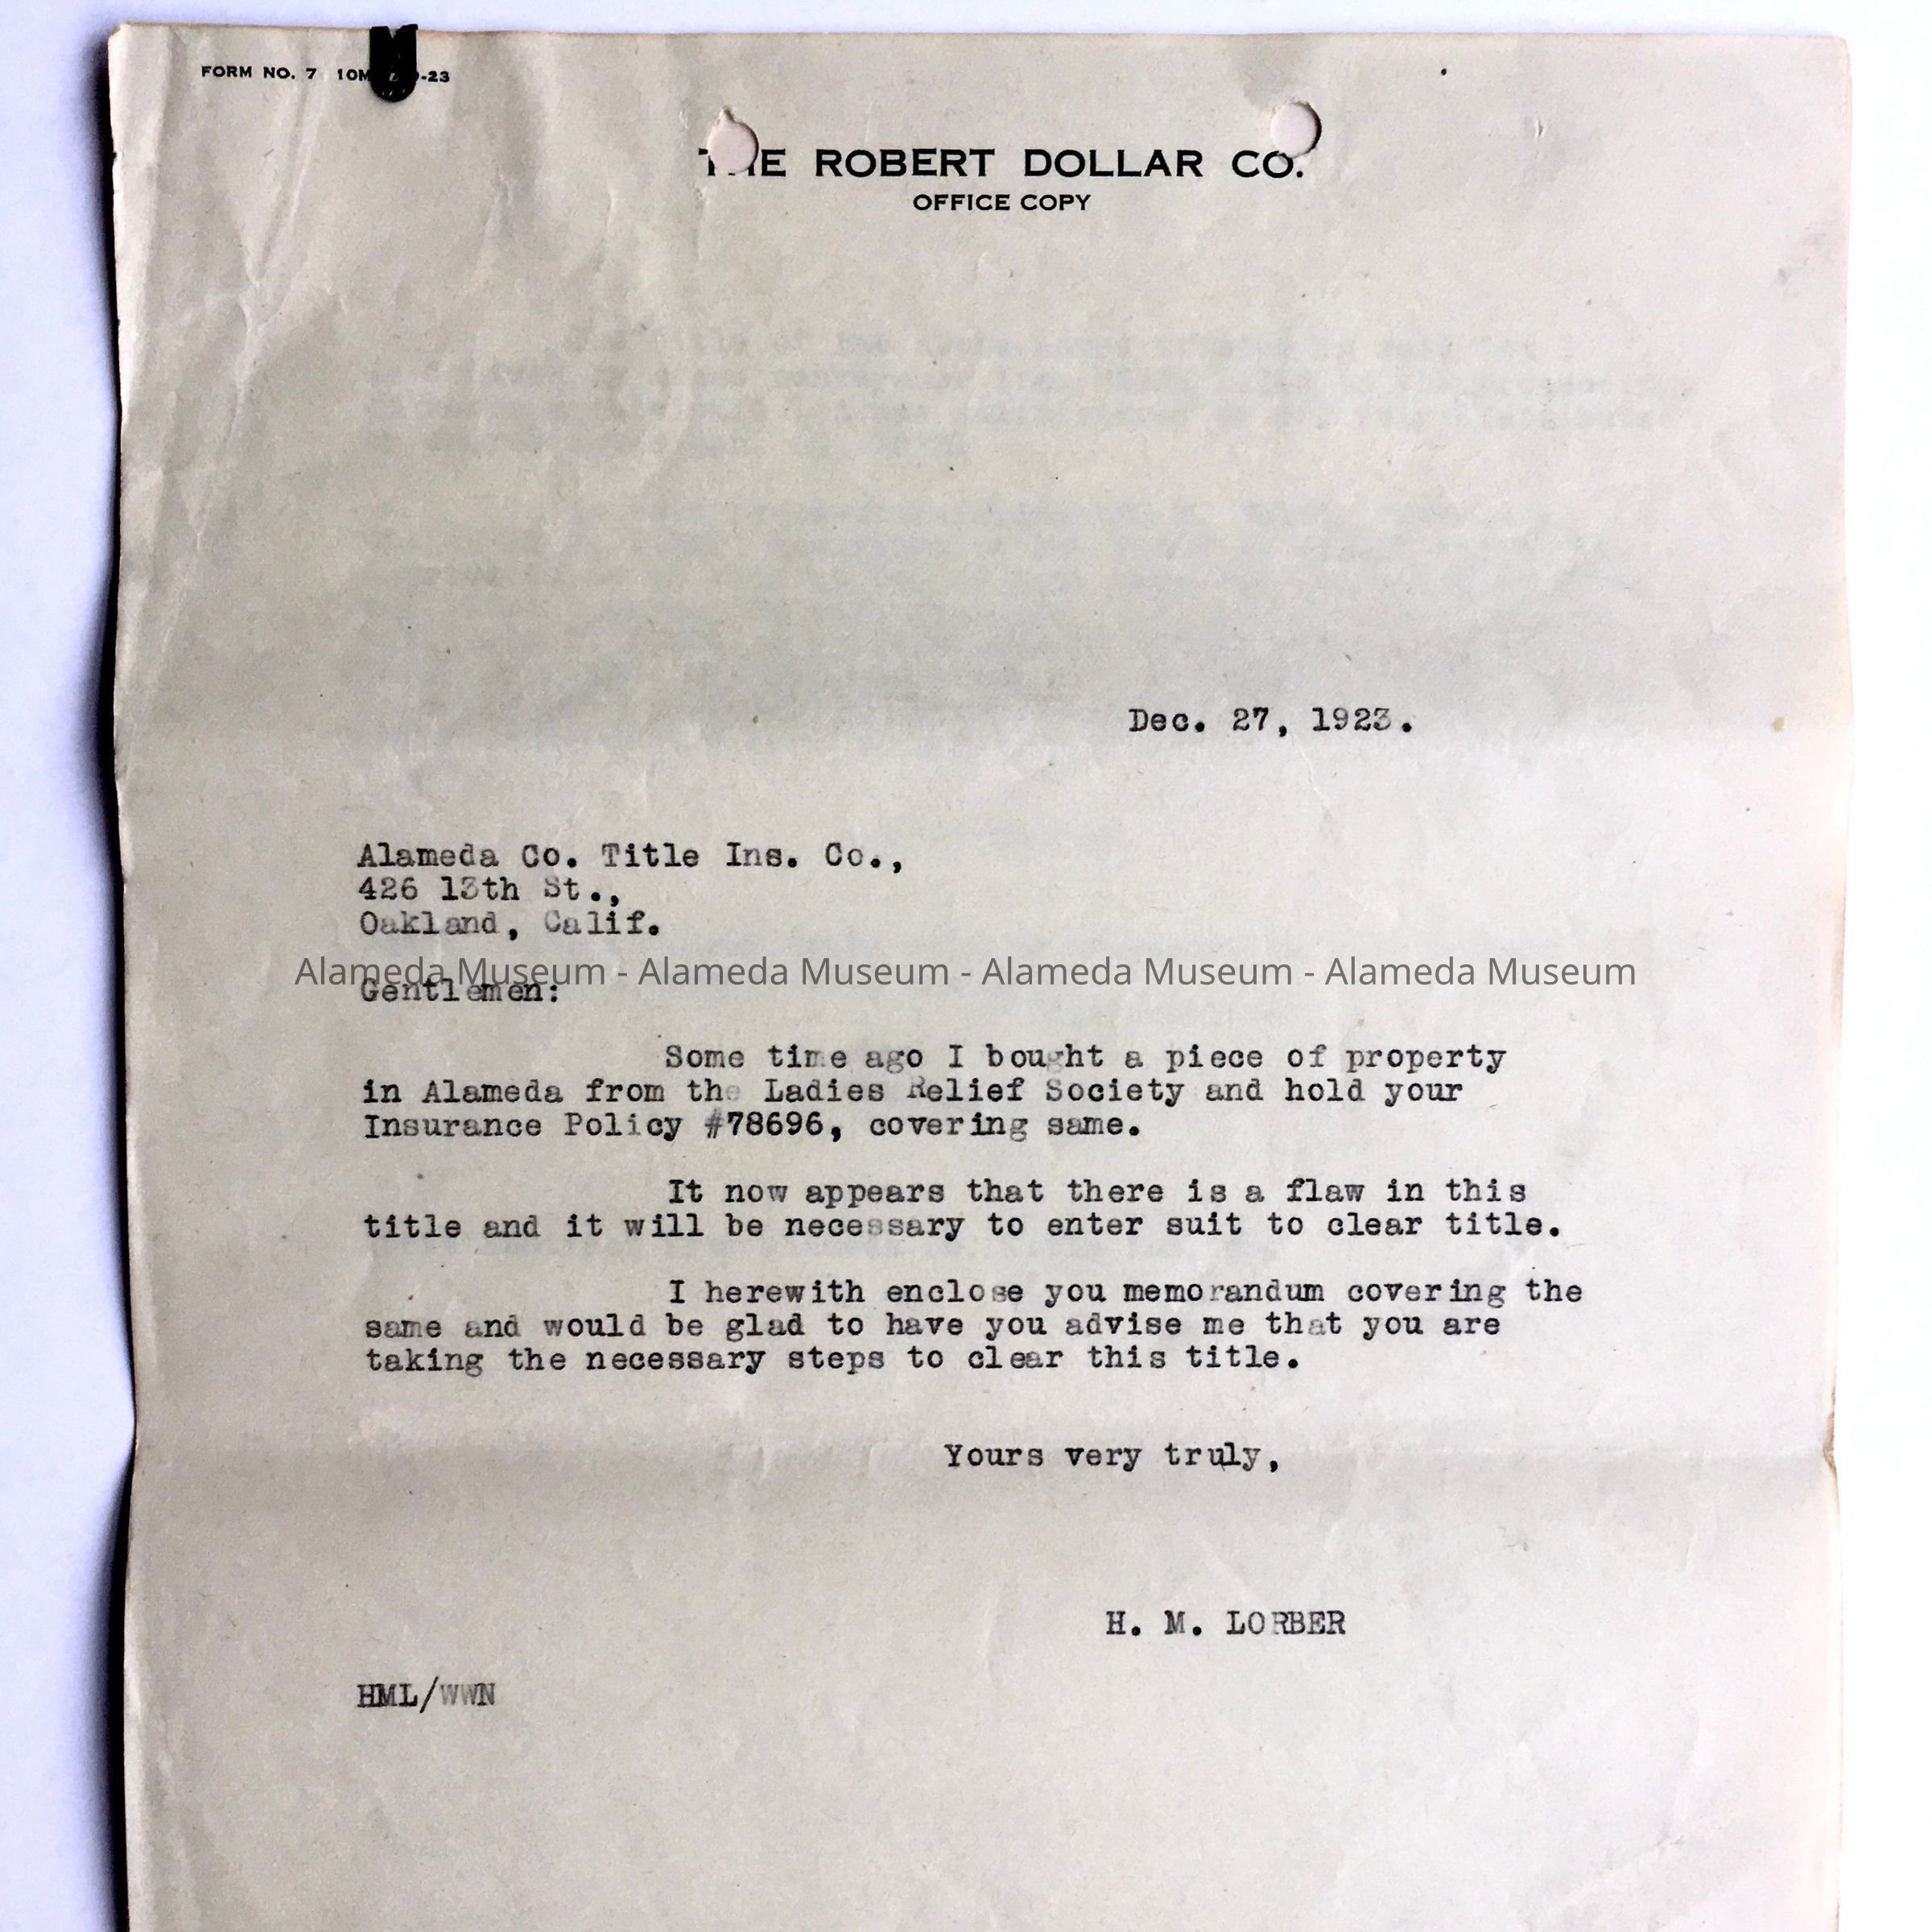 FORM NO. 7 10M -23
THE ROBERT DOLLAR CO.
OFFICE COPY
Dec. 27, 1923.
Alameda Co. Title Ins. Co.,
426 13th St.,
Oakland, Calif.
Alameda Museum - Alameda Museum - Alameda Museum - Alameda Museum
Gentlemen:
Some time ago I bought a piece of property
in Alameda from the Ladies Relief Society and hold your
Insurance Policy #78696, covering same.
It now appears that there is a flaw in this
title and it will be necessary to enter suit to clear title.
I herewith enclose you memorandum covering the
same and would be glad to have you advise me that you are
taking the necessary steps to clear this title.
Yours very truly,
H. M. LORBER
HML/WWN